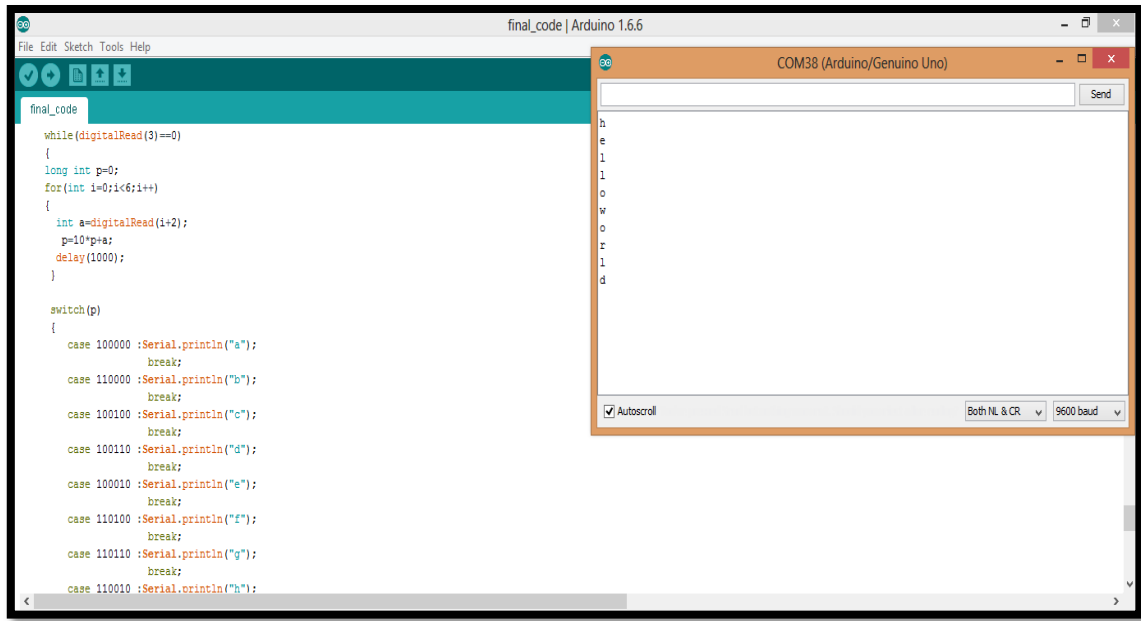 final_code | Arduino 1.6.6
File Edit Sketch Tools Help
final_code
while(digitalRead(3)==0)
{
long int p=0;
for(int i=0;i<6;i++)
{
int a=digitalRead(i+2);
p=10*p+a;
delay(1000);
}
switch(p)
{
case 100000 :Serial.println("a");
break;
case 110000 :Serial.println("b");
break;
case 100100 :Serial.println("c");
break;
case 100110 :Serial.println("d");
break;
case 100010 :Serial.println("e");
break;
case 110100 :Serial.println("f");
break;
case 110110 :Serial.println("g");
break;
case 110010 :Serial.println("h");
COM38 (Arduino/Genuino Uno)
Send
h
e
l
l
o
w
o
r
l
d
Autoscroll
Both NL & CR
9600 baud